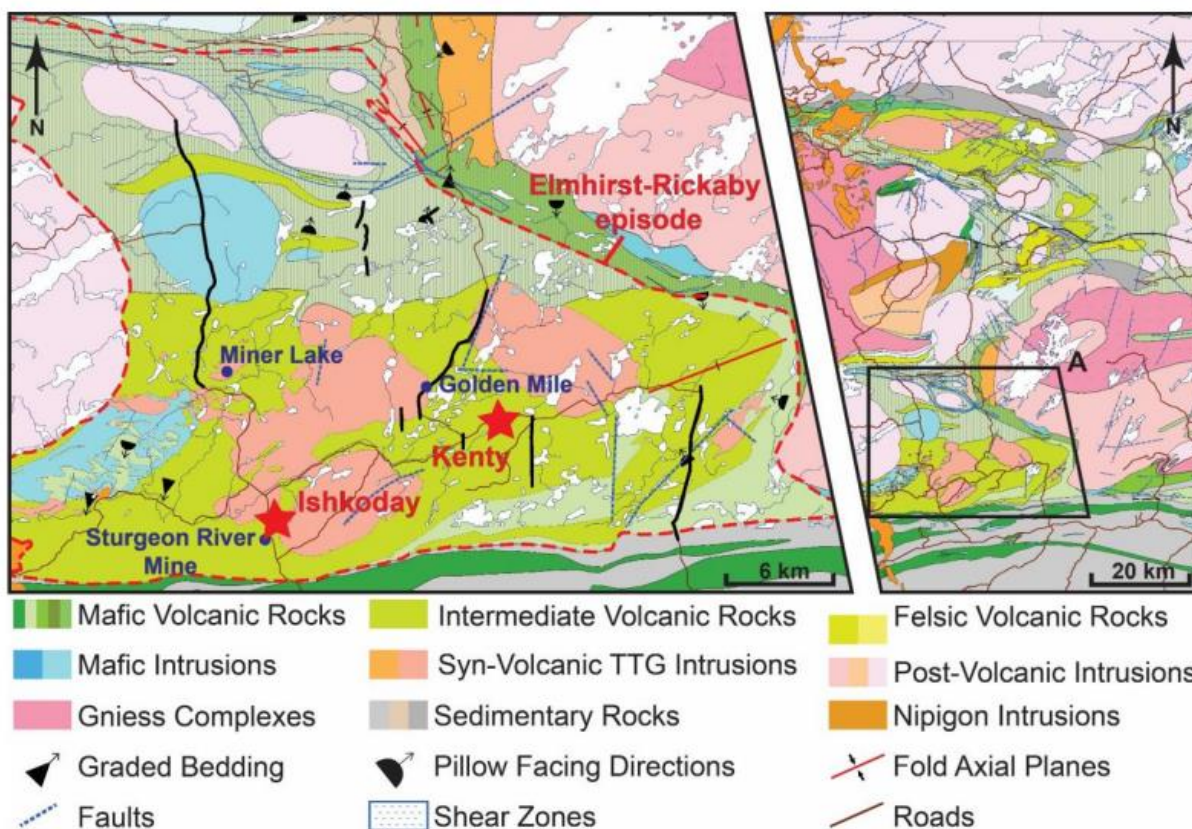 N
N
Elmhirst-Rickaby
episode
A
Miner Lake
Golden Mile
Kenty
Ishkoday
Sturgeon River
Mine
6 km
20 km
Mafic Volcanic Rocks
Intermediate Volcanic Rocks
Felsic Volcanic Rocks
Mafic Intrusions
Syn-Volcanic TTG Intrusions
Post-Volcanic Intrusions
Gniess Complexes
Sedimentary Rocks
Nipigon Intrusions
Graded Bedding
Pillow Facing Directions
Fold Axial Planes
Faults
Shear Zones
Roads